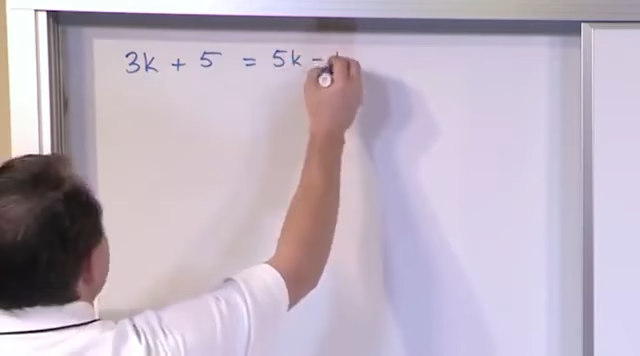 3k + 5 = 5k -